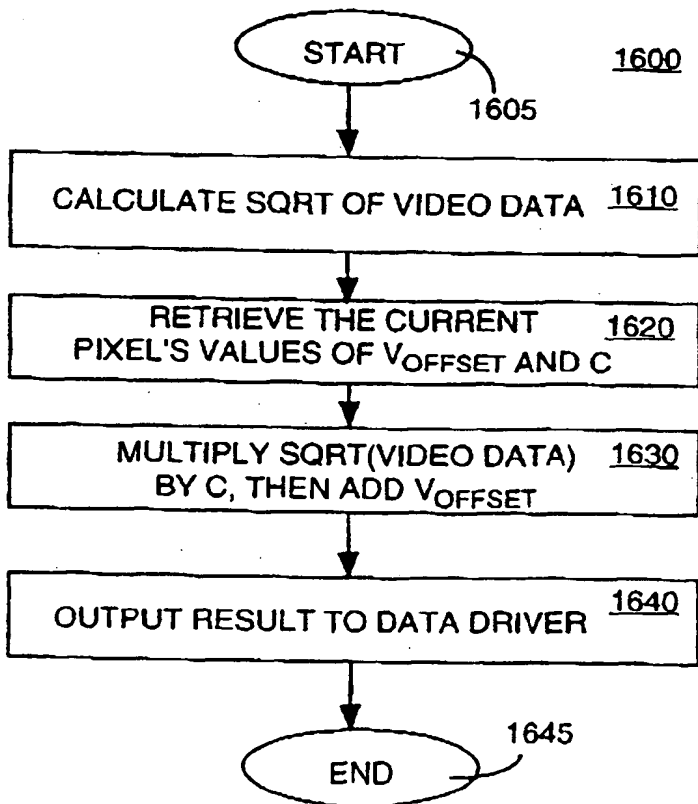 START
1600
1605
CALCULATE SQRT OF VIDEO DATA 1610
RETRIEVE THE CURRENT 1620
PIXEL'S VALUES OF VOFFSET AND C
MULTIPLY SQRT(VIDEO DATA) 1630
BY C, THEN ADD VOFFSET
OUTPUT RESULT TO DATA DRIVER 1640
1645
END